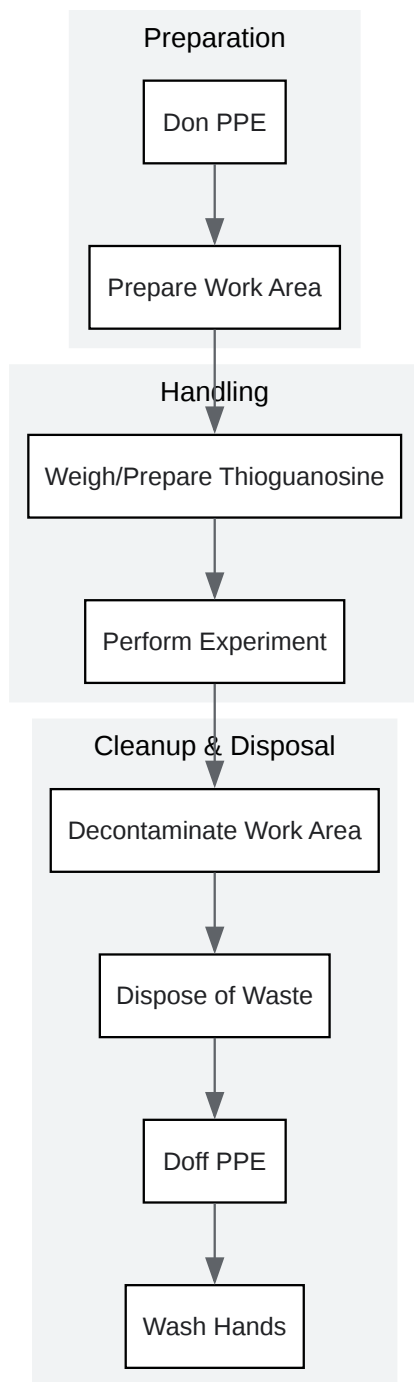 Preparation
Don PPE
Prepare Work Area
Handling
Weigh/Prepare Thioguanosine
Perform Experiment
Cleanup & Disposal
Decontaminate Work Area
Dispose of Waste
Doff PPE
Wash Hands